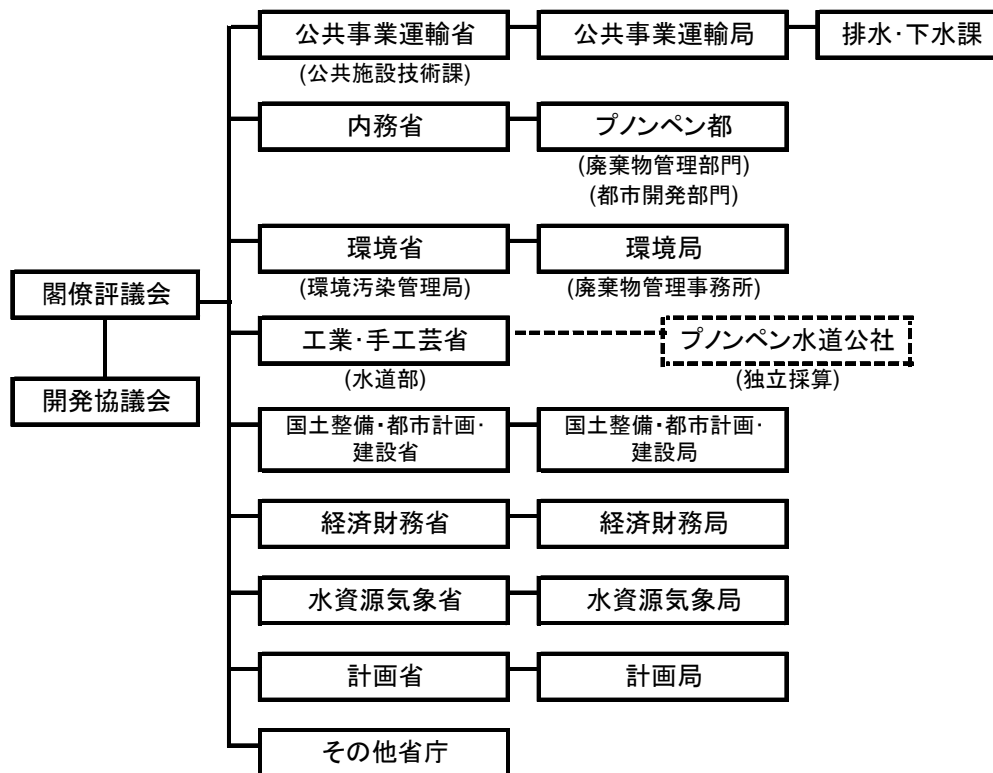 公共事業運輸省
公共事業運輸局
排水・下水課
(公共施設技術課)
内務省
プノンペン都
(廃棄物管理部門)
(都市開発部門)
環境省
環境局
(環境汚染管理局)
(廃棄物管理事務所)
閣僚評議会
工業・手工芸省
プノンペン水道公社
(水道部)
(独立採算)
開発協議会
国土整備・都市計画・
建設省
国土整備・都市計画・
建設局
経済財務省
経済財務局
水資源気象省
水資源気象局
計画省
計画局
その他省庁